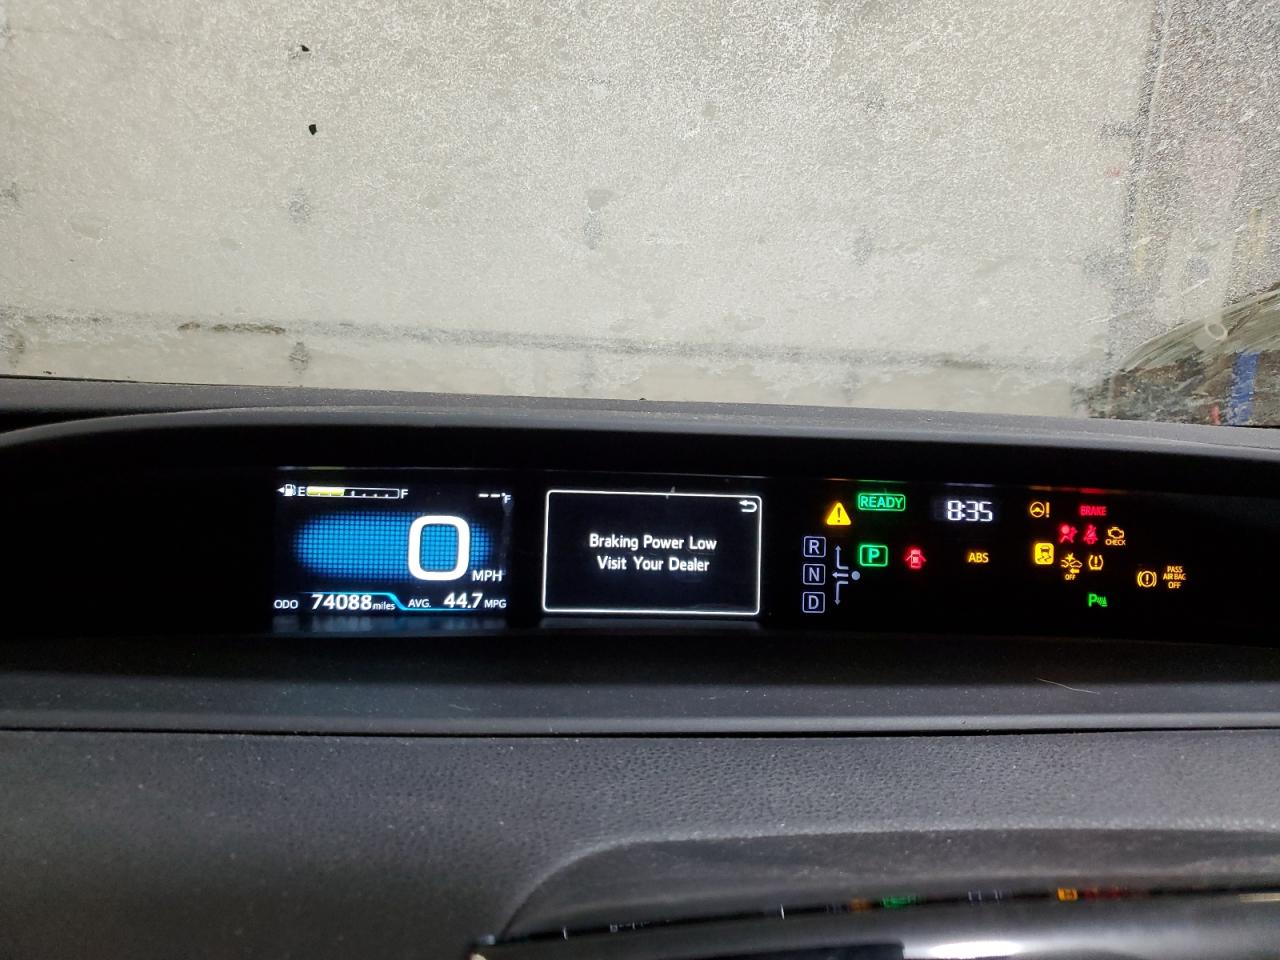 E F
--°F
0
MPH
ODO 74088 miles AVG. 44.7 MPG
Braking Power Low
Visit Your Dealer
READY
8:35
BRAKE
R
N
D
P
ABS
CHECK
OFF
PASS
AIR BAG
OFF
P